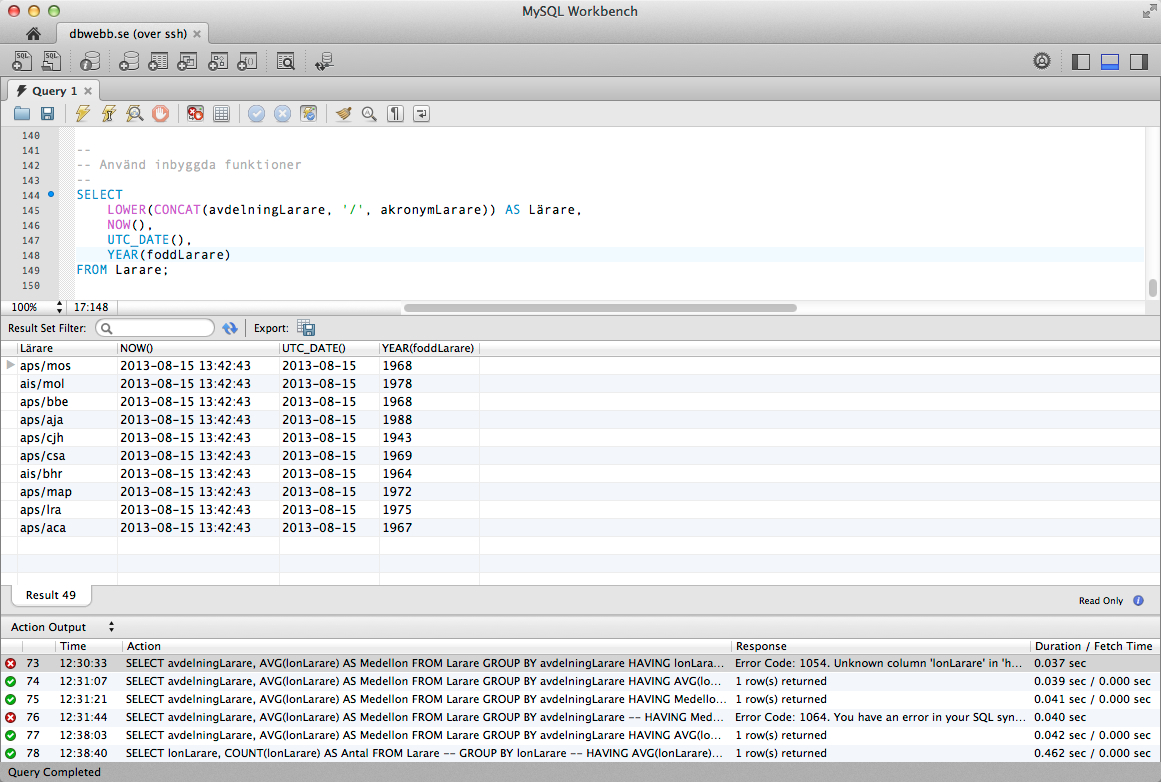 MySQL Workbench
dbwebb.se (over ssh)
SQL SQL
Query 1
140
141 --
142 -- Använd inbyggda funktioner
143 --
144 SELECT
145 LOWER(CONCAT(avdelningLarare, '/', akronymLarare)) AS Lärare,
146 NOW(),
147 UTC_DATE(),
148 YEAR(foddLarare)
149 FROM Larare;
150
100% 17:148
Result Set Filter: Export:
Lärare NOW() UTC_DATE() YEAR(foddLarare)
aps/mos 2013-08-15 13:42:43 2013-08-15 1968
ais/mol 2013-08-15 13:42:43 2013-08-15 1978
aps/bbe 2013-08-15 13:42:43 2013-08-15 1968
aps/aja 2013-08-15 13:42:43 2013-08-15 1988
aps/cjh 2013-08-15 13:42:43 2013-08-15 1943
aps/csa 2013-08-15 13:42:43 2013-08-15 1969
ais/bhr 2013-08-15 13:42:43 2013-08-15 1964
aps/map 2013-08-15 13:42:43 2013-08-15 1972
aps/lra 2013-08-15 13:42:43 2013-08-15 1975
aps/aca 2013-08-15 13:42:43 2013-08-15 1967
Result 49
Read Only
Action Output
Time Action Response Duration / Fetch Time
73 12:30:33 SELECT avdelningLarare, AVG(lonLarare) AS Medellon FROM Larare GROUP BY avdelningLarare HAVING lonLara... Error Code: 1054. Unknown column 'lonLarare' in 'h... 0.037 sec
74 12:31:07 SELECT avdelningLarare, AVG(lonLarare) AS Medellon FROM Larare GROUP BY avdelningLarare HAVING AVG(lo... 1 row(s) returned 0.039 sec / 0.000 sec
75 12:31:21 SELECT avdelningLarare, AVG(lonLarare) AS Medellon FROM Larare GROUP BY avdelningLarare HAVING Medello... 1 row(s) returned 0.041 sec / 0.000 sec
76 12:31:44 SELECT avdelningLarare, AVG(lonLarare) AS Medellon FROM Larare GROUP BY avdelningLarare -- HAVING Med... Error Code: 1064. You have an error in your SQL syn... 0.040 sec
77 12:38:03 SELECT avdelningLarare, AVG(lonLarare) AS Medellon FROM Larare GROUP BY avdelningLarare HAVING AVG(lo... 1 row(s) returned 0.042 sec / 0.000 sec
78 12:38:40 SELECT lonLarare, COUNT(lonLarare) AS Antal FROM Larare -- GROUP BY lonLarare -- HAVING AVG(lonLarare)... 1 row(s) returned 0.462 sec / 0.000 sec
Query Completed